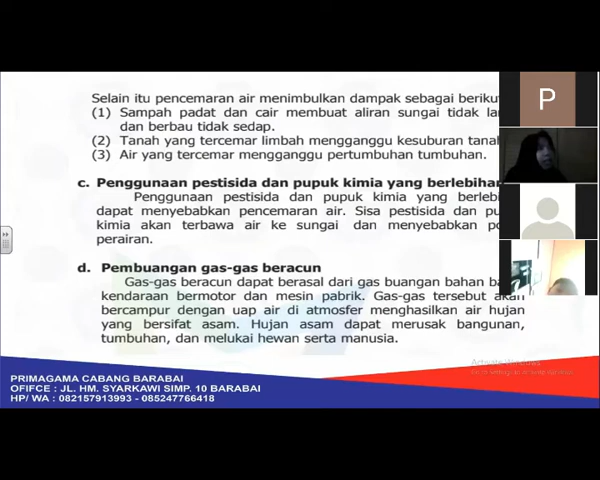 Selain itu pencemaran air menimbulkan dampak sebagai beriku
(1) Sampah padat dan cair membuat aliran sungai tidak la
dan berbau tidak sedap.
(2) Tanah yang tercemar limbah mengganggu kesuburan tana
(3) Air yang tercemar mengganggu pertumbuhan tumbuhan.
c. Penggunaan pestisida dan pupuk kimia yang berlebihan
Penggunaan pestisida dan pupuk kimia yang berlebi
dapat menyebabkan pencemaran air. Sisa pestisida dan pu
kimia akan terbawa air ke sungai dan menyebabkan po
perairan.
d. Pembuangan gas-gas beracun
Gas-gas beracun dapat berasal dari gas buangan bahan ba
kendaraan bermotor dan mesin pabrik. Gas-gas tersebut akan
bercampur dengan uap air di atmosfer menghasilkan air hujan
yang bersifat asam. Hujan asam dapat merusak bangunan,
tumbuhan, dan melukai hewan serta manusia.
P
PRIMAGAMA CABANG BARABAI
OFIFCE : JL. HM. SYARKAWI SIMP. 10 BARABAI
HP/ WA : 082157913993 - 085247766418
Activate Windows